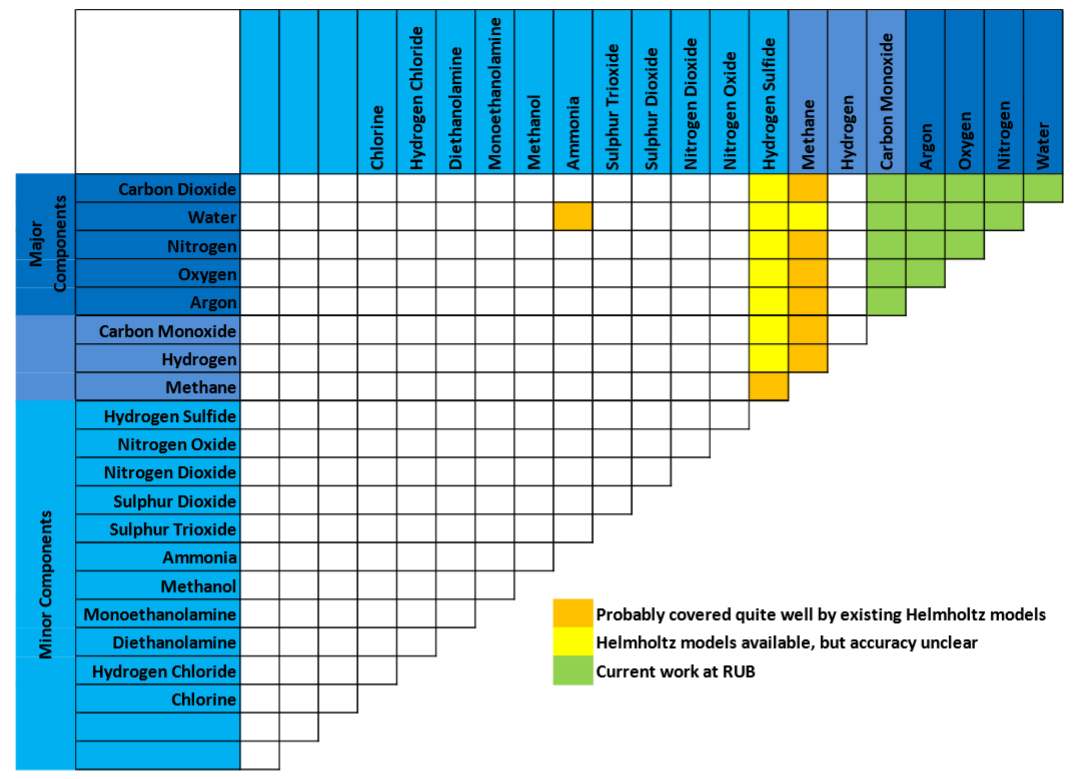 Chlorine
Hydrogen Chloride
Diethanolamine
Monoethanolamine
Methanol
Ammonia
Sulphur Trioxide
Sulphur Dioxide
Nitrogen Dioxide
Nitrogen Oxide
Hydrogen Sulfide
Methane
Hydrogen
Carbon Monoxide
Argon
Oxygen
Nitrogen
Water
Major
Components
Carbon Dioxide
Water
Nitrogen
Oxygen
Argon
Carbon Monoxide
Hydrogen
Methane
Minor Components
Hydrogen Sulfide
Nitrogen Oxide
Nitrogen Dioxide
Sulphur Dioxide
Sulphur Trioxide
Ammonia
Methanol
Monoethanolamine
Diethanolamine
Hydrogen Chloride
Chlorine
Probably covered quite well by existing Helmholtz models
Helmholtz models available, but accuracy unclear
Current work at RUB